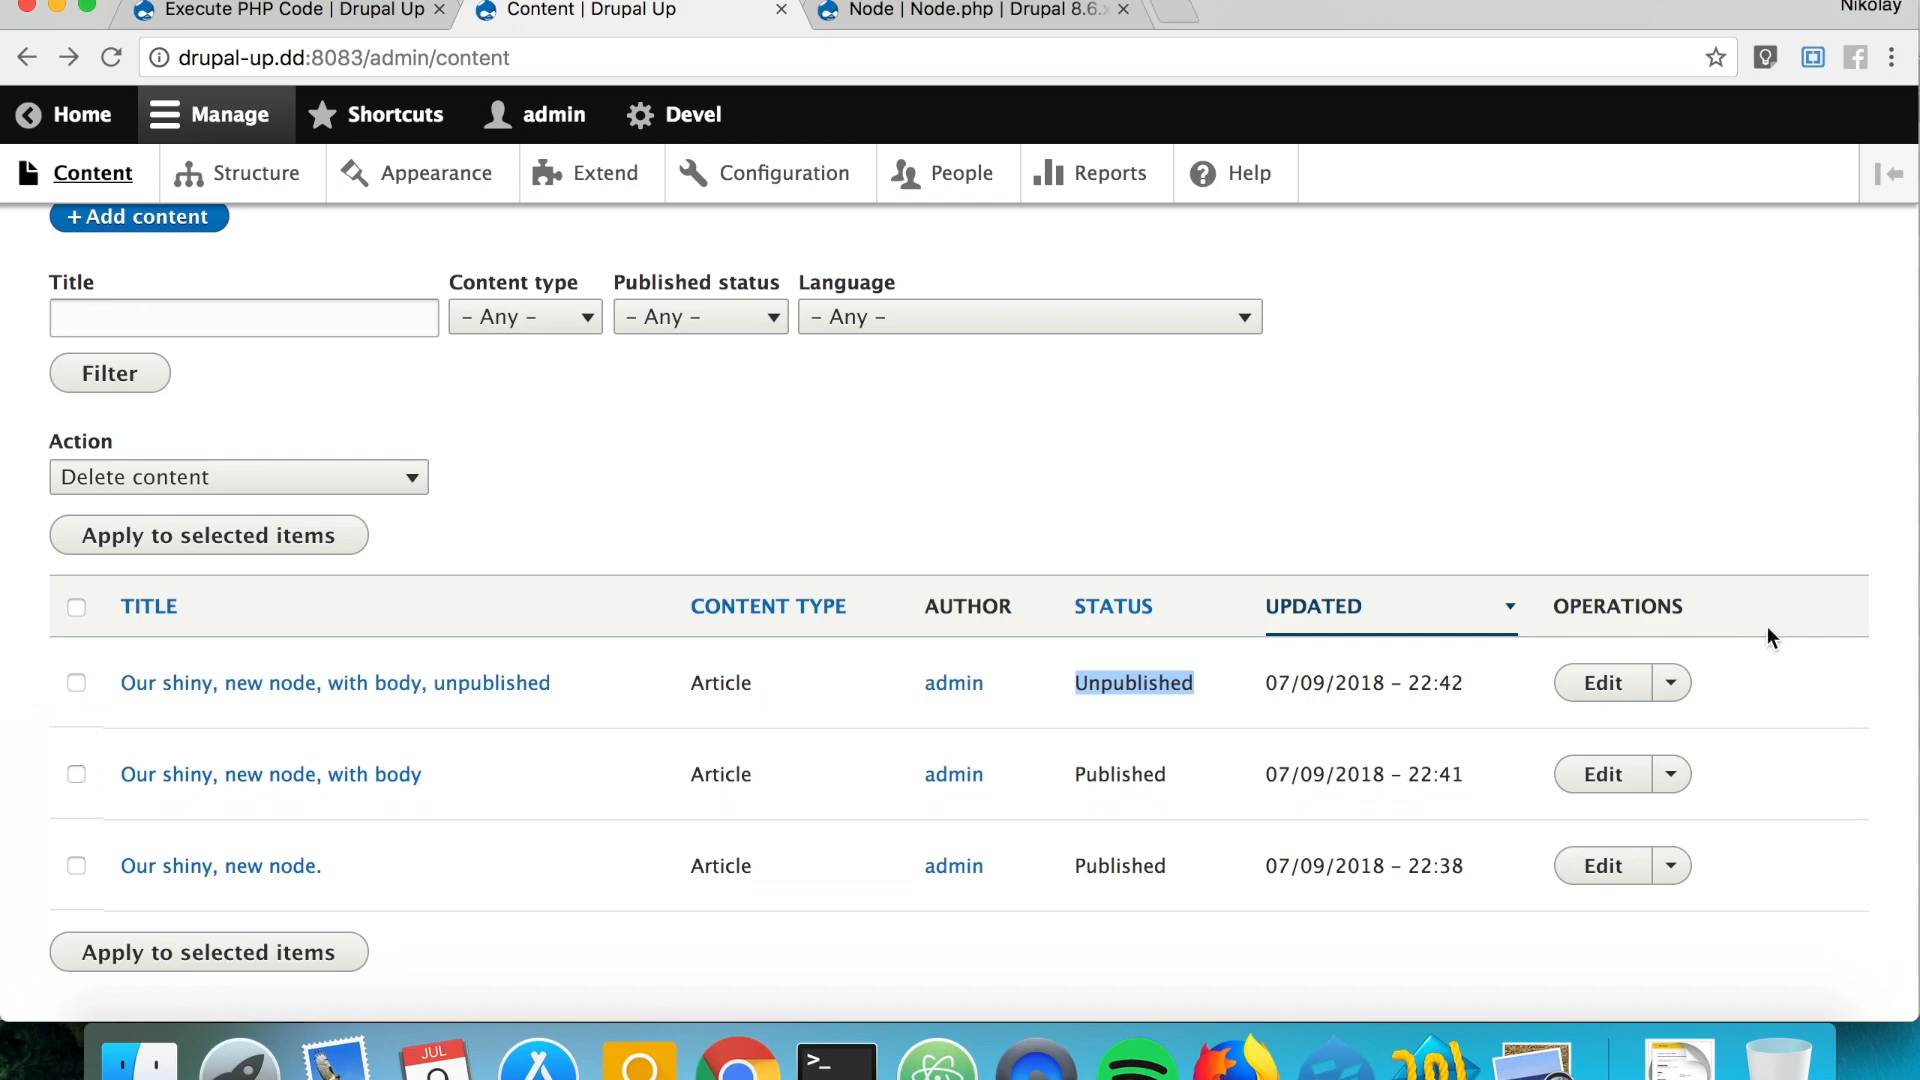 Nikolay
Execute PHP Code | Drupal Up
Content | Drupal Up
Node | Node.php | Drupal 8.6.
drupal-up.dd:8083/admin/content
Home Manage Shortcuts admin Devel
Content Structure Appearance Extend Configuration People Reports Help
+ Add content
Title Content type Published status Language
- Any - - Any - - Any -
Filter
Action
Delete content
Apply to selected items
TITLE CONTENT TYPE AUTHOR STATUS UPDATED OPERATIONS
Our shiny, new node, with body, unpublished Article admin Unpublished 07/09/2018 - 22:42 Edit
Our shiny, new node, with body Article admin Published 07/09/2018 - 22:41 Edit
Our shiny, new node. Article admin Published 07/09/2018 - 22:38 Edit
Apply to selected items
JUL
>_